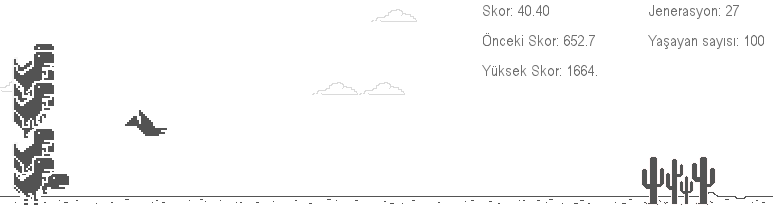 Skor: 40.40
Jenerasyon: 27
Önceki Skor: 652.7
Yaşayan sayısı: 100
Yüksek Skor: 1664.